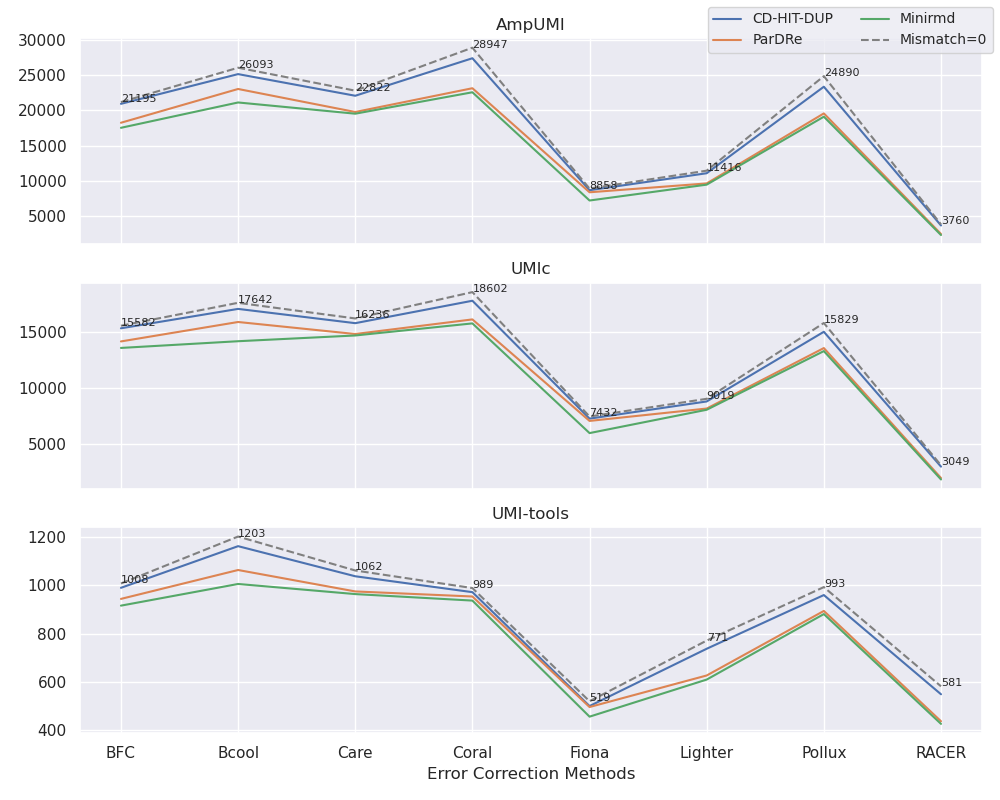 AmpUMI
CD-HIT-DUP
ParDRe
Minirmd
Mismatch=0
30000
25000
20000
15000
10000
5000
21195
26093
22822
28947
8858
11416
24890
3760
UMIc
15000
10000
5000
15582
17642
16236
18602
7432
9019
15829
3049
UMI-tools
1200
1000
800
600
400
1008
1203
1062
989
519
771
993
581
BFC
Bcool
Care
Coral
Fiona
Lighter
Pollux
RACER
Error Correction Methods